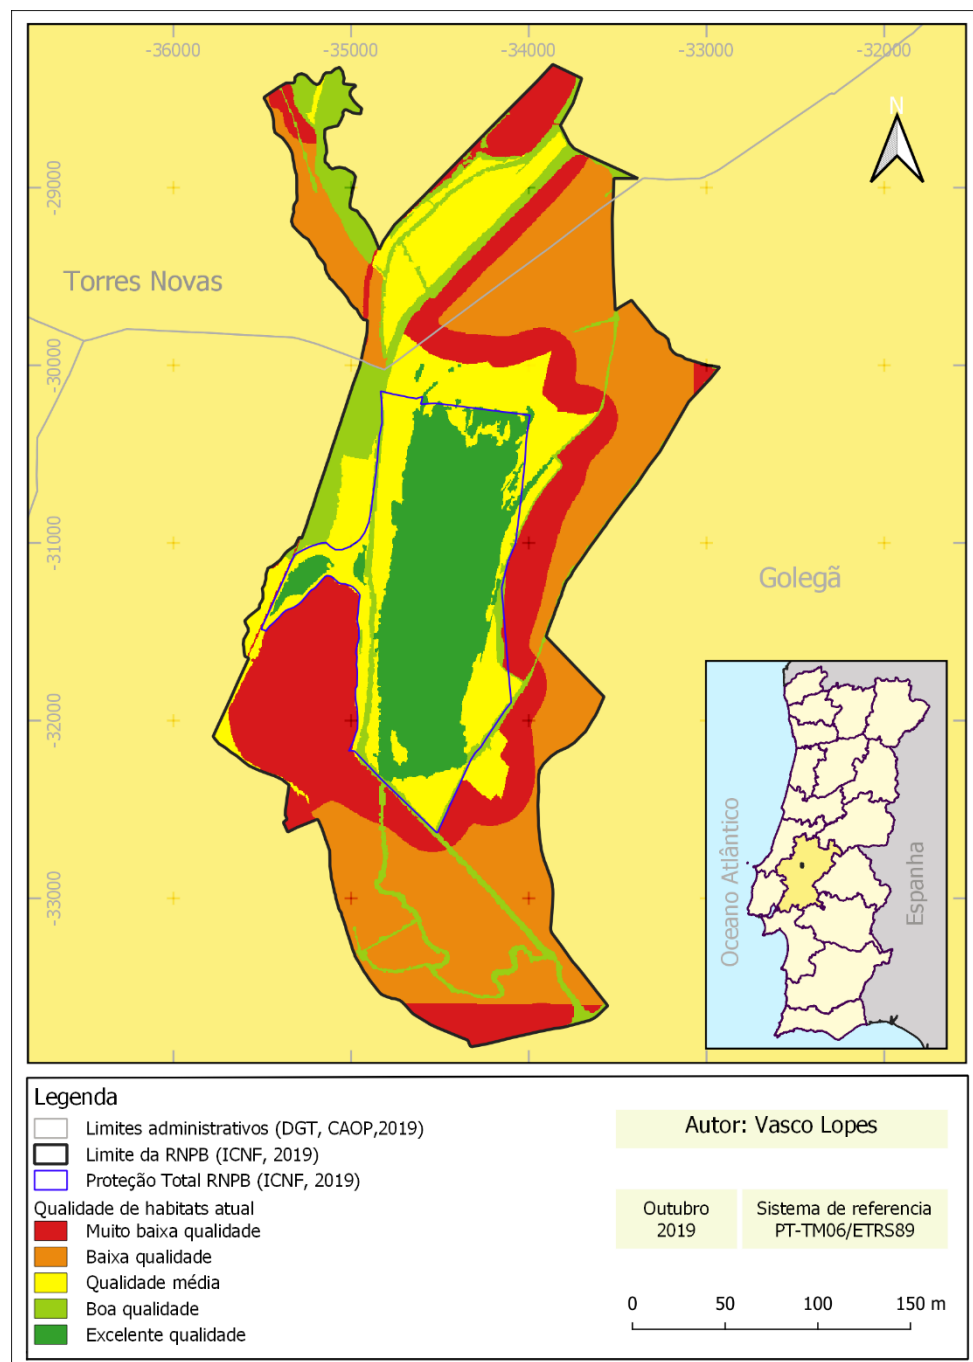 -36000
-35000
-34000
-33000
-32000
N
-29000
Torres Novas
-30000
-31000
Golegã
-32000
-33000
Oceano Atlântico
Espanha
Legenda
Limites administrativos (DGT, CAOP,2019)
Limite da RNPB (ICNF, 2019)
Proteção Total RNPB (ICNF, 2019)
Qualidade de habitats atual
Muito baixa qualidade
Baixa qualidade
Qualidade média
Boa qualidade
Excelente qualidade
Autor: Vasco Lopes
Outubro
2019
Sistema de referencia
PT-TM06/ETRS89
0 50 100 150 m